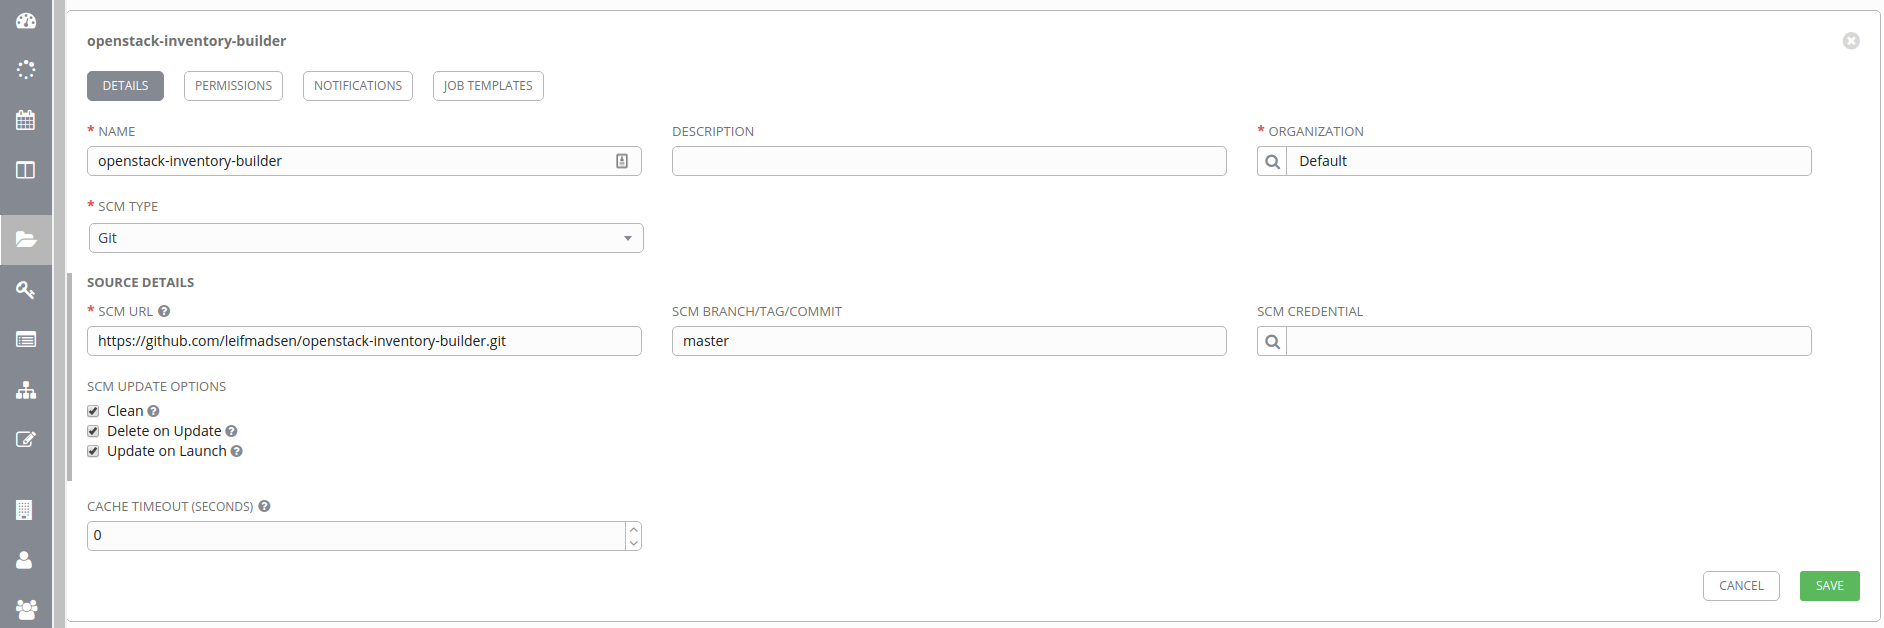 openstack-inventory-builder
DETAILS PERMISSIONS NOTIFICATIONS JOB TEMPLATES
* NAME DESCRIPTION * ORGANIZATION
openstack-inventory-builder Default
* SCM TYPE
Git
SOURCE DETAILS
* SCM URL ? SCM BRANCH/TAG/COMMIT SCM CREDENTIAL
https://github.com/leifmadsen/openstack-inventory-builder.git master
SCM UPDATE OPTIONS
Clean ?
Delete on Update ?
Update on Launch ?
CACHE TIMEOUT (SECONDS) ?
0
CANCEL SAVE